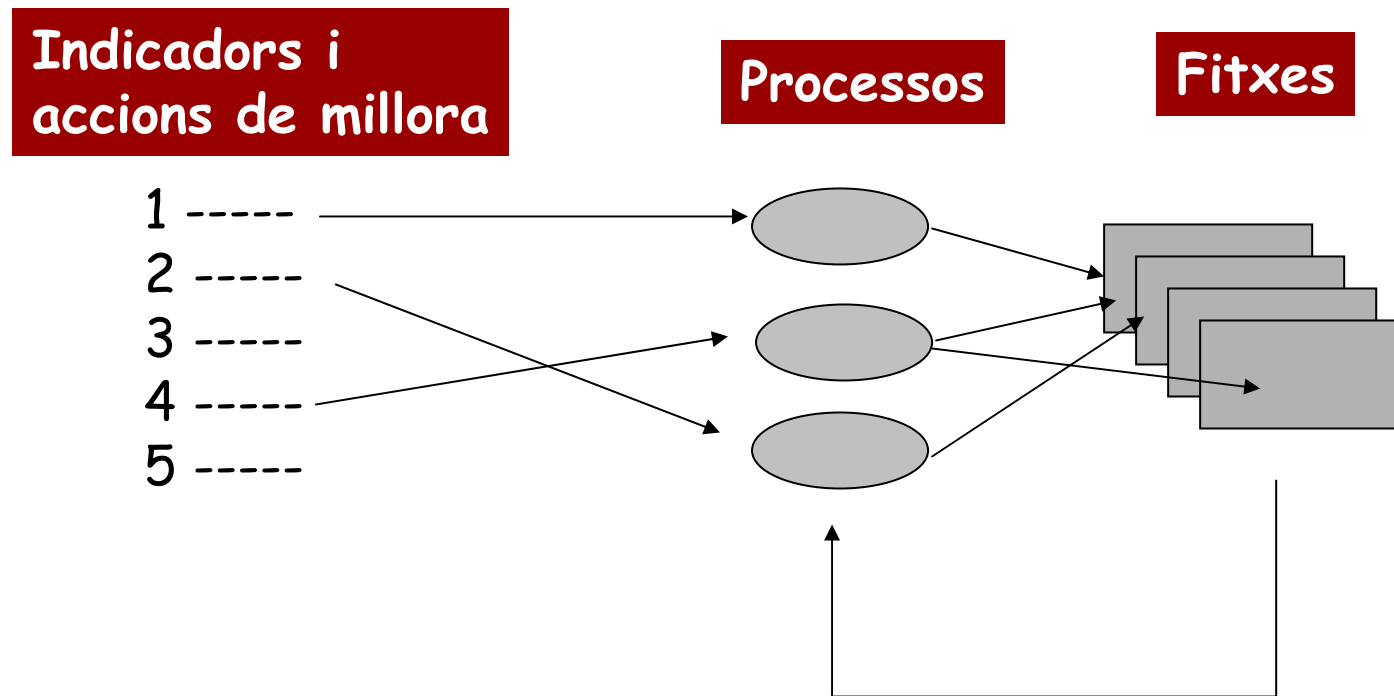 Indicadors i
accions de millora
Processos
Fitxes
1 -----
2 -----
3 -----
4 -----
5 -----